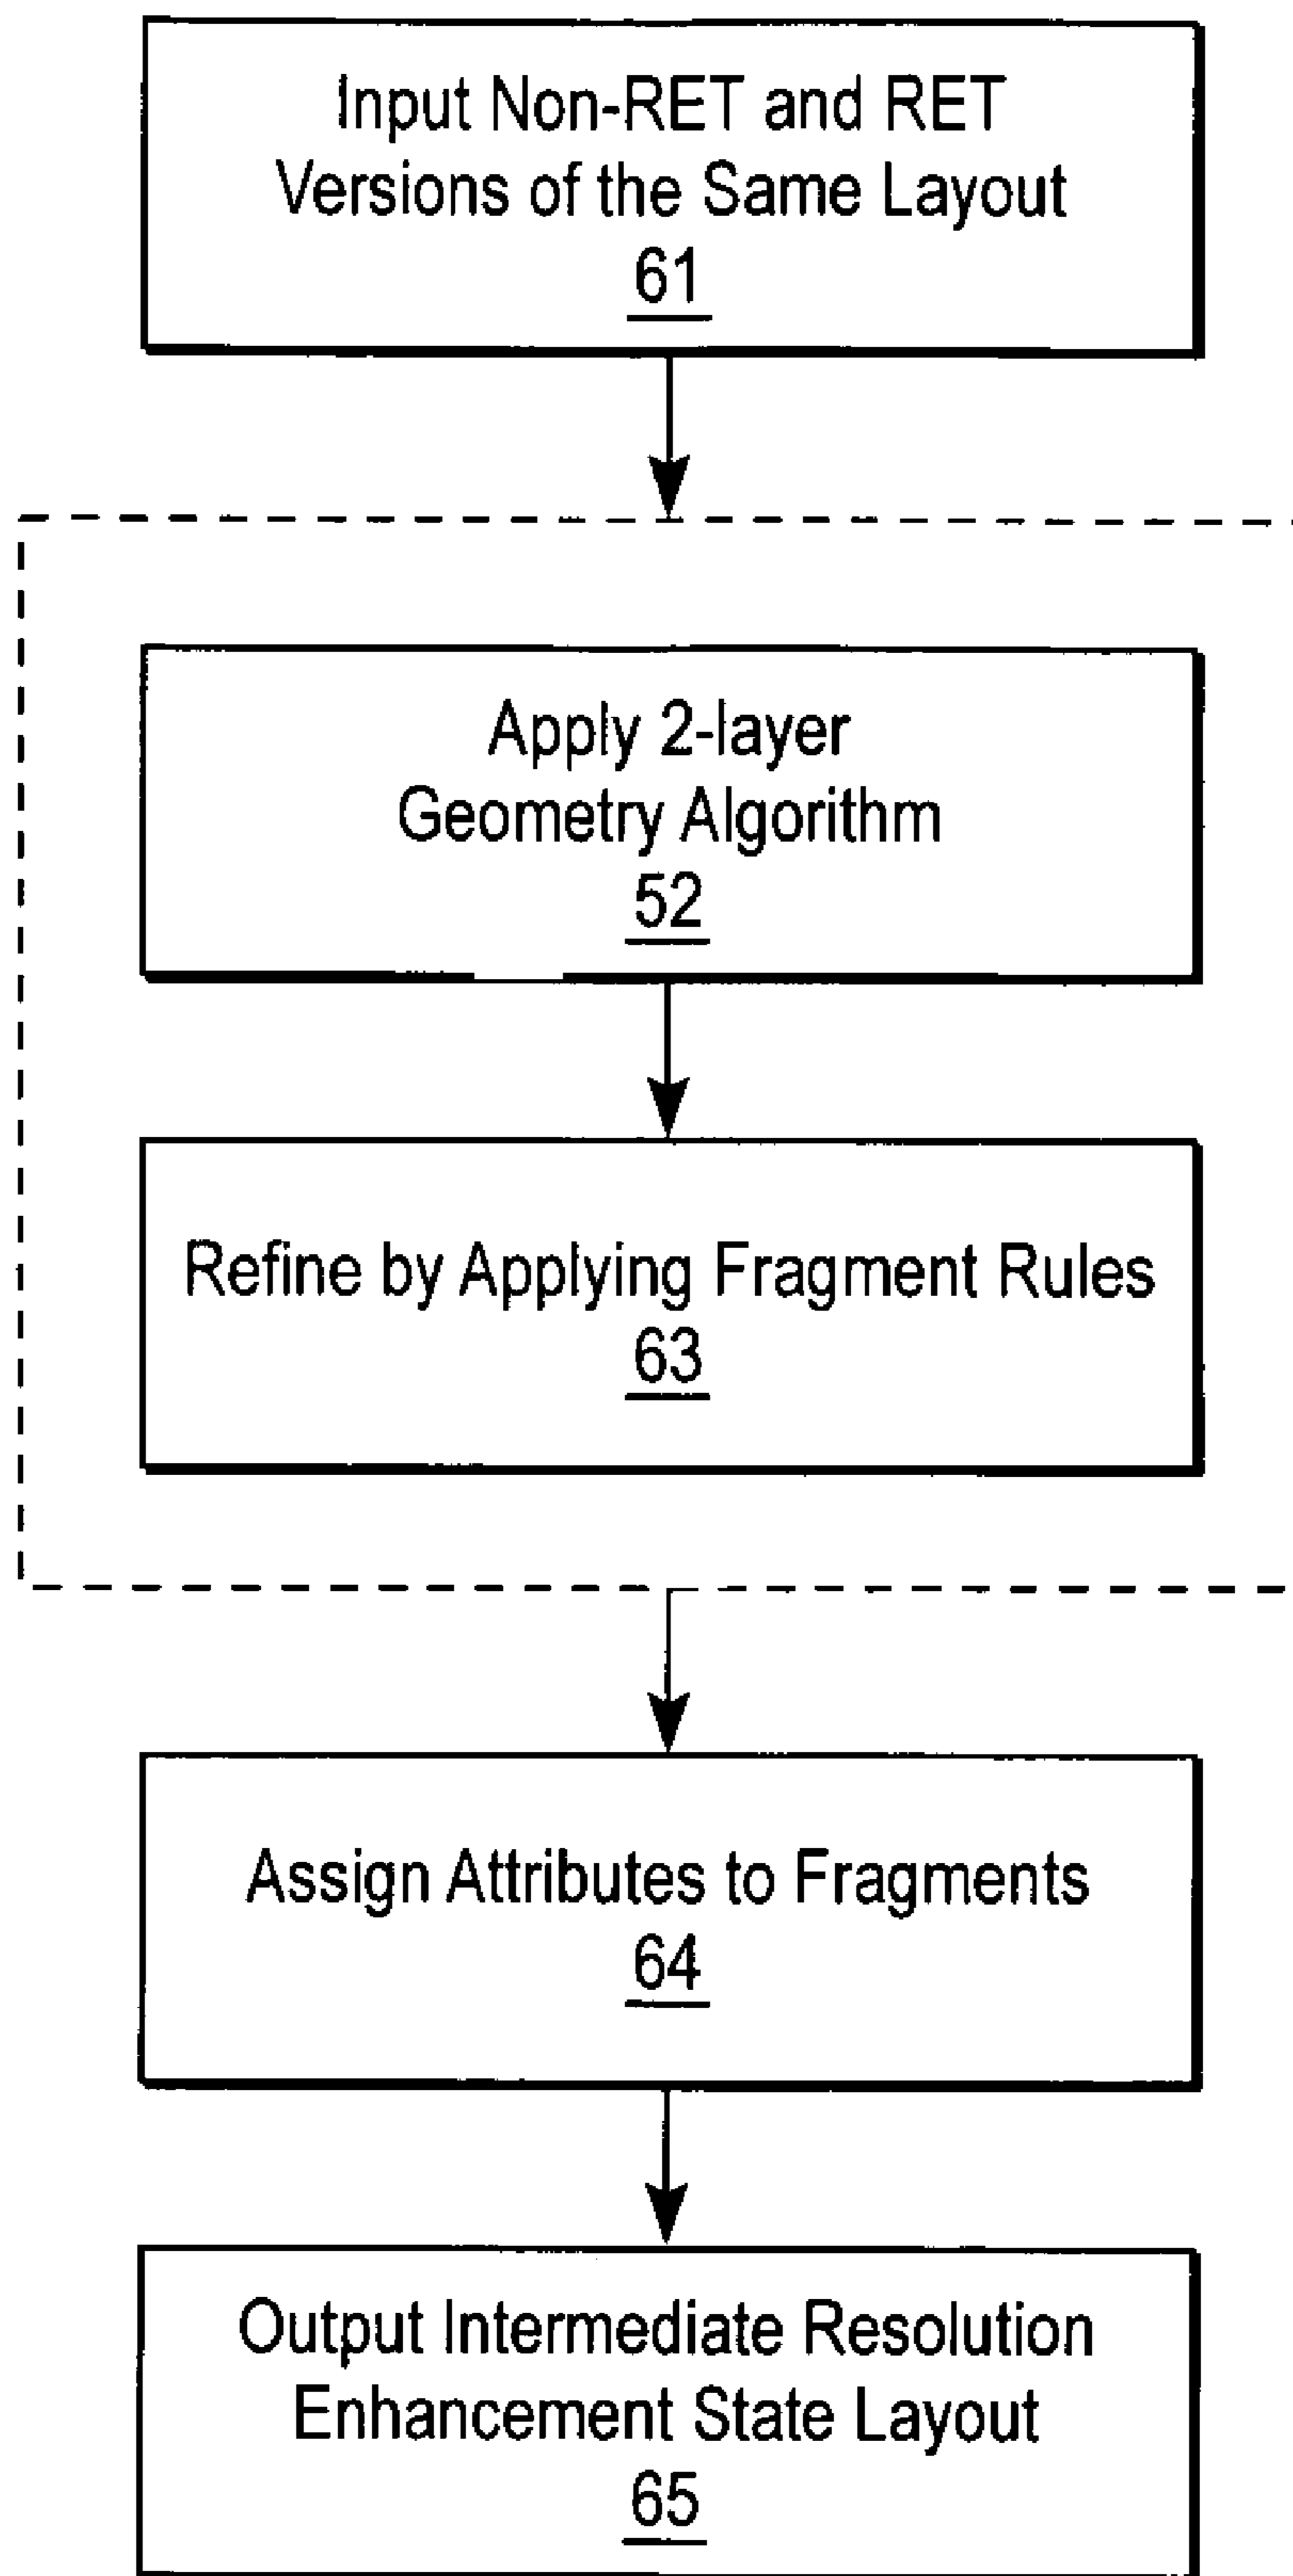 Input Non-RET and RET
Versions of the Same Layout
61
Apply 2-layer
Geometry Algorithm
52
Refine by Applying Fragment Rules
63
Assign Attributes to Fragments
64
Output Intermediate Resolution
Enhancement State Layout
65